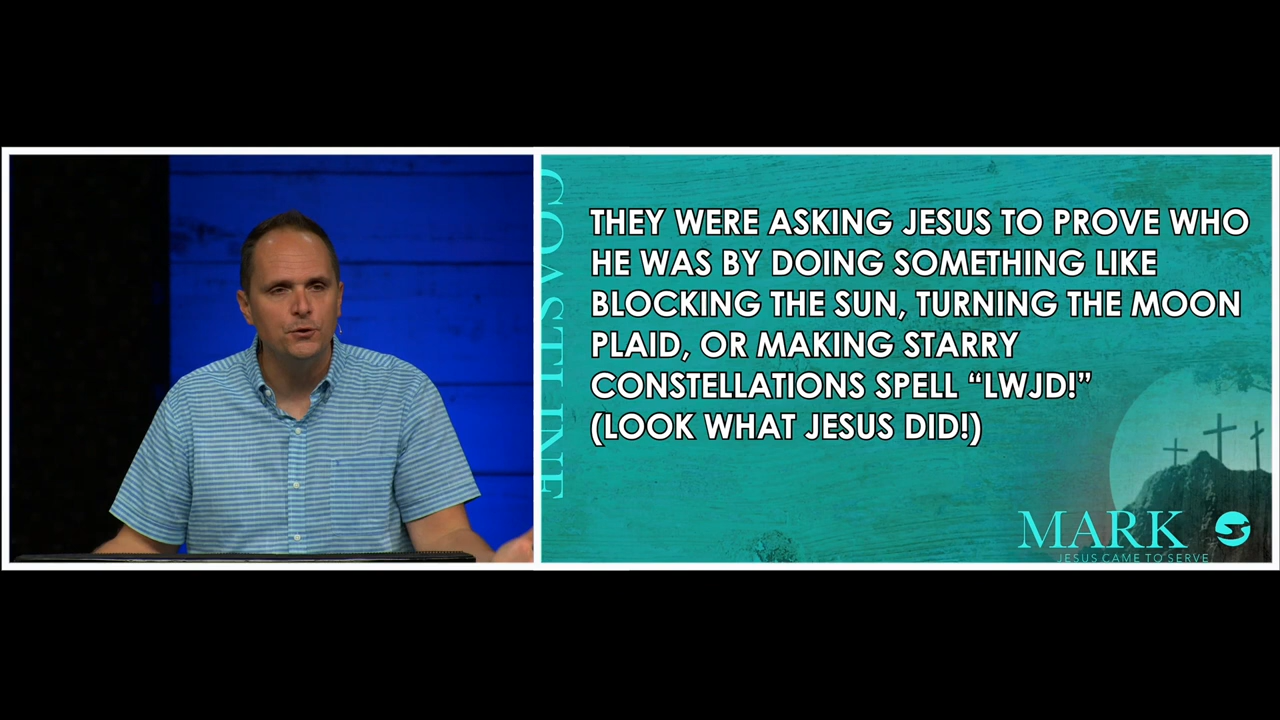 COASTLINE
THEY WERE ASKING JESUS TO PROVE WHO
HE WAS BY DOING SOMETHING LIKE
BLOCKING THE SUN, TURNING THE MOON
PLAID, OR MAKING STARRY
CONSTELLATIONS SPELL “LWJD!”
(LOOK WHAT JESUS DID!)
MARK
JESUS CAME TO SERVE